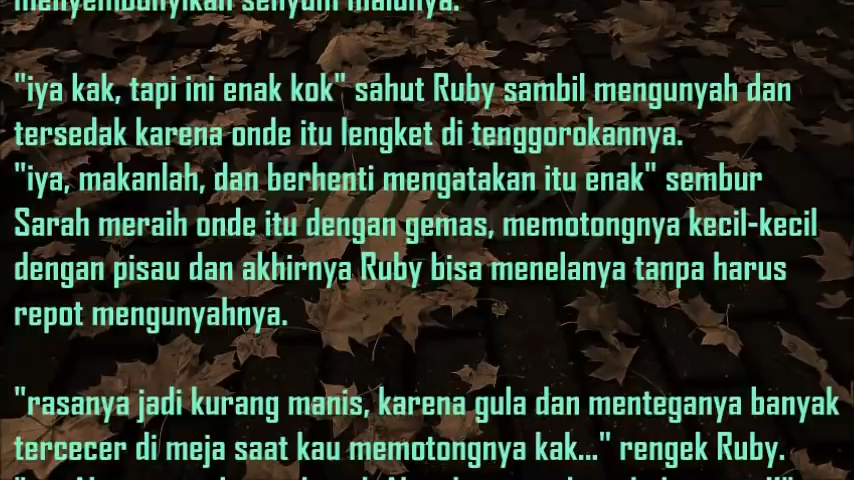 menyembunyikan senyum malunya.
"iya kak, tapi ini enak kok" sahut Ruby sambil mengunyah dan
tersedak karena onde itu lengket di tenggorokannya.
"iya, makanlah, dan berhenti mengatakan itu enak" sembur
Sarah meraih onde itu dengan gemas, memotongnya kecil-kecil
dengan pisau dan akhirnya Ruby bisa menelanya tanpa harus
repot mengunyahnya.
"rasanya jadi kurang manis, karena gula dan menteganya banyak
tercecer di meja saat kau memotongnya kak..." rengek Ruby.